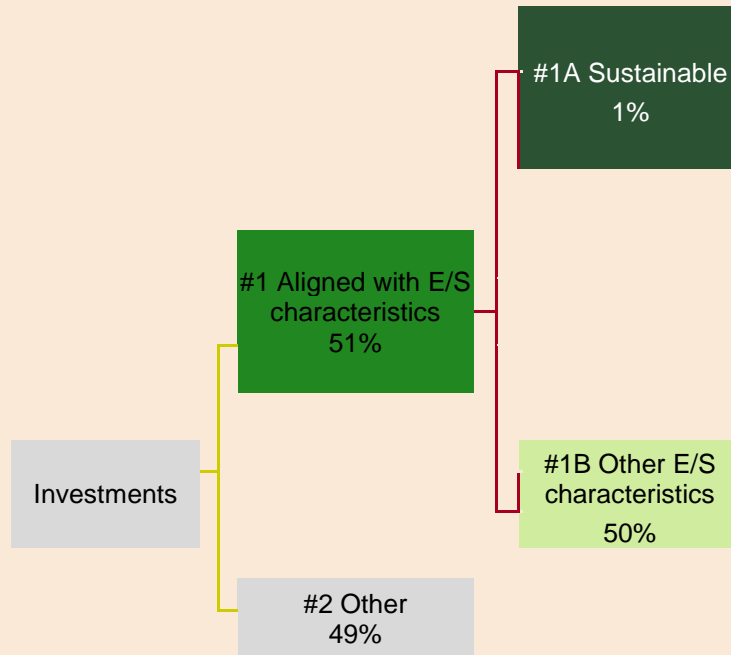 #1A Sustainable
1%
#1 Aligned with E/S
characteristics
51%
Investments
#1B Other E/S
characteristics
50%
#2 Other
49%